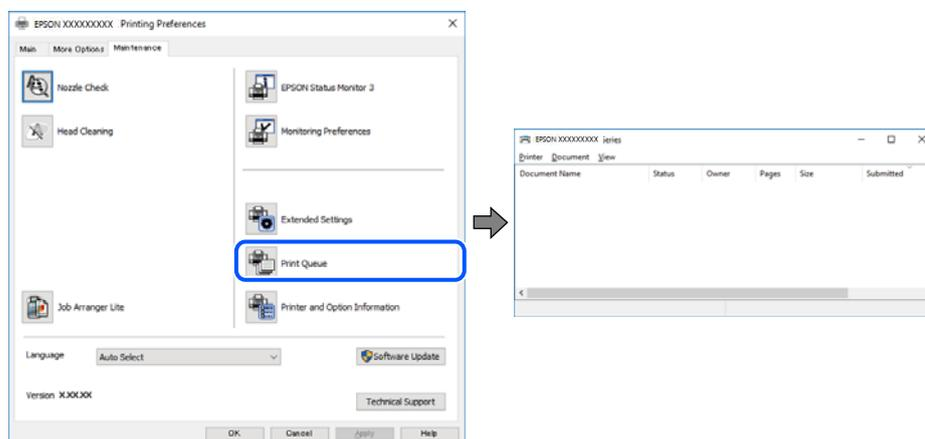 EPSON XXXXXXXXX Printing Preferences
Main More Options Maintenance
Nozzle Check
EPSON Status Monitor 3
Head Cleaning
Monitoring Preferences
Extended Settings
Print Queue
Job Arranger Lite
Printer and Option Information
Language Auto Select Software Update
Version X.XX.XX
Technical Support
OK Cancel Apply Help
EPSON XXXXXXXXX ieries
Printer Document View
Document Name Status Owner Pages Size Submitted